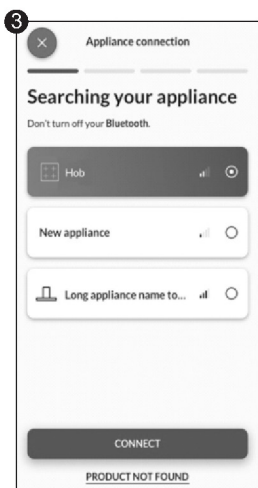 3
Appliance connection
Searching your appliance
Don't turn off your Bluetooth.
Hob
New appliance
Long appliance name to...
CONNECT
PRODUCT NOT FOUND